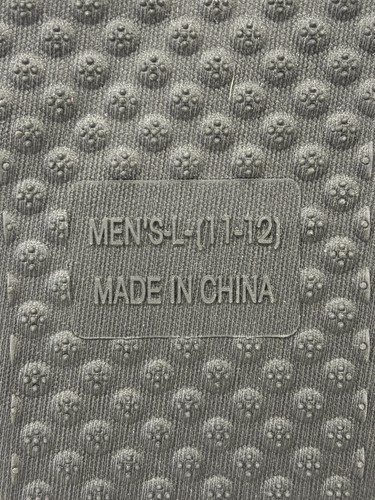 MEN'S-L-(11-12)
MADE IN CHINA